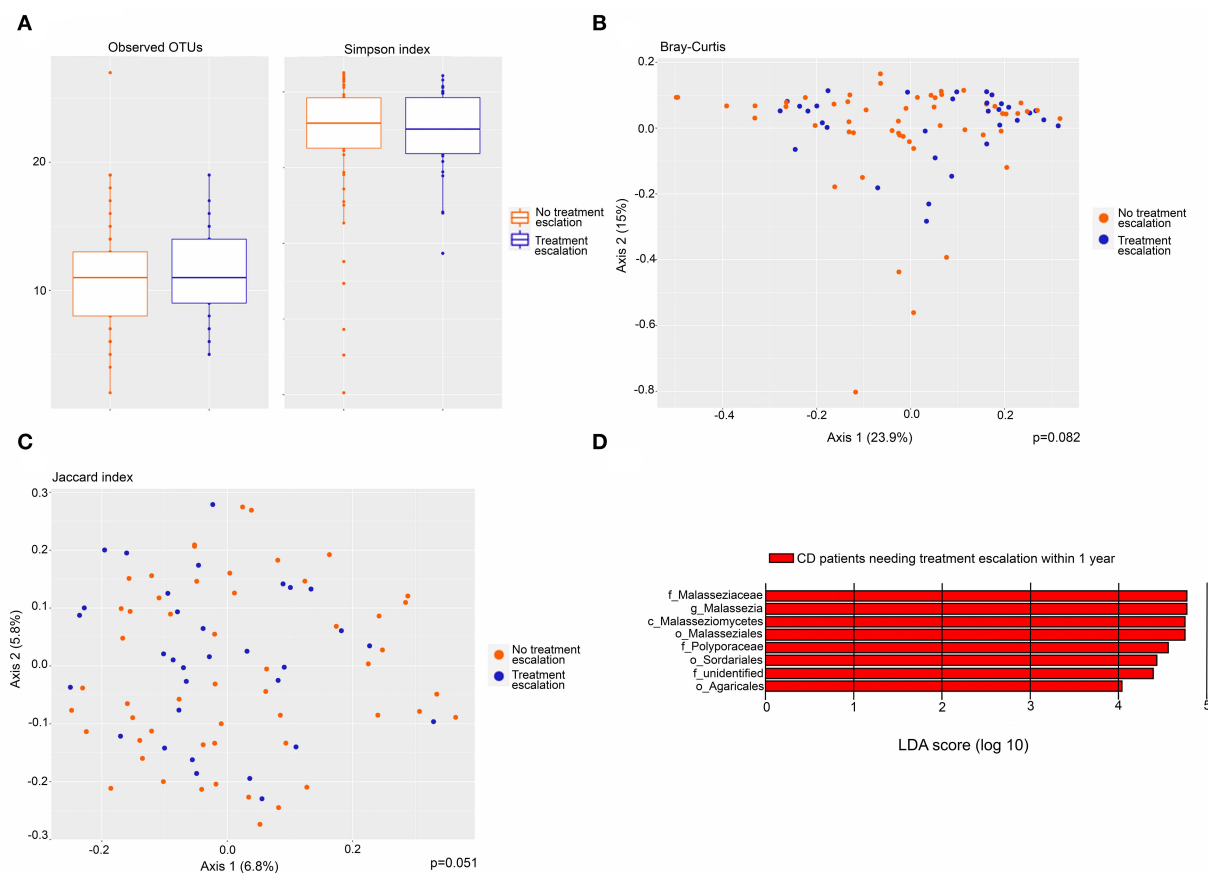 A
Observed OTUs
Simpson index
20
10
No treatment
esclation
Treatment
escalation
B
Bray-Curtis
0.2
0.0
-0.2
-0.4
-0.6
-0.8
Axis 2 (15%)
-0.4
-0.2
0.0
0.2
Axis 1 (23.9%)
p=0.082
No treatment
escalation
Treatment
escalation
C
Jaccard index
0.3
0.2
0.1
0.0
-0.1
-0.2
-0.3
Axis 2 (5.8%)
-0.2
0.0
0.2
Axis 1 (6.8%)
p=0.051
No treatment
escalation
Treatment
escalation
D
CD patients needing treatment escalation within 1 year
f_Malasseziaceae
g_Malassezia
c_Malasseziomycetes
o_Malasseziales
f_Polyporaceae
o_Sordariales
f_unidentified
o_Agaricales
0
1
2
3
4
5
LDA score (log 10)